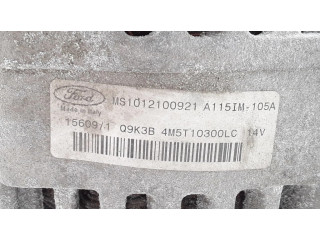 Ford
Made in Italy
MS1012100921 A115IM-105A
15609/1 Q9K3B 4M5T10300LC 14V